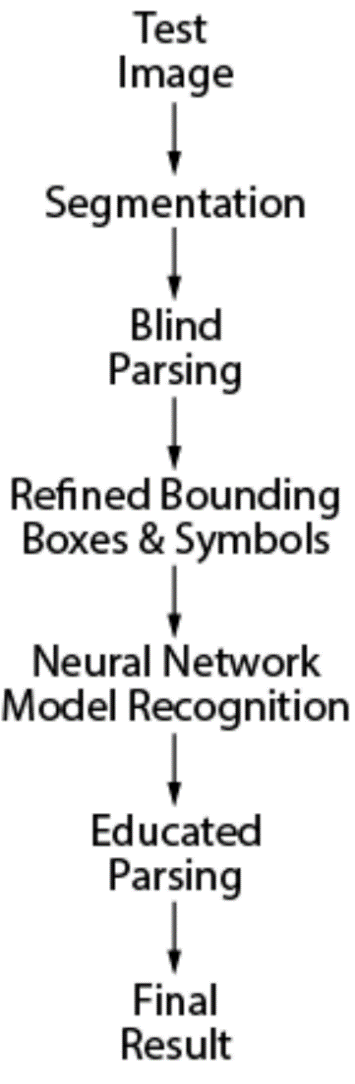 Test
Image
Segmentation
Blind
Parsing
Refined Bounding
Boxes & Symbols
Neural Network
Model Recognition
Educated
Parsing
Final
Result